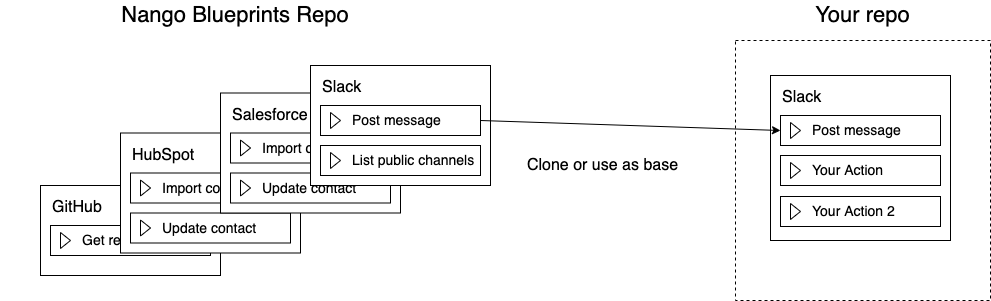 Nango Blueprints Repo
Your repo
Slack
Post message
List public channels
Salesforce
Import c
Update contact
HubSpot
Import co
Update contact
GitHub
Get re
Clone or use as base
Slack
Post message
Your Action
Your Action 2